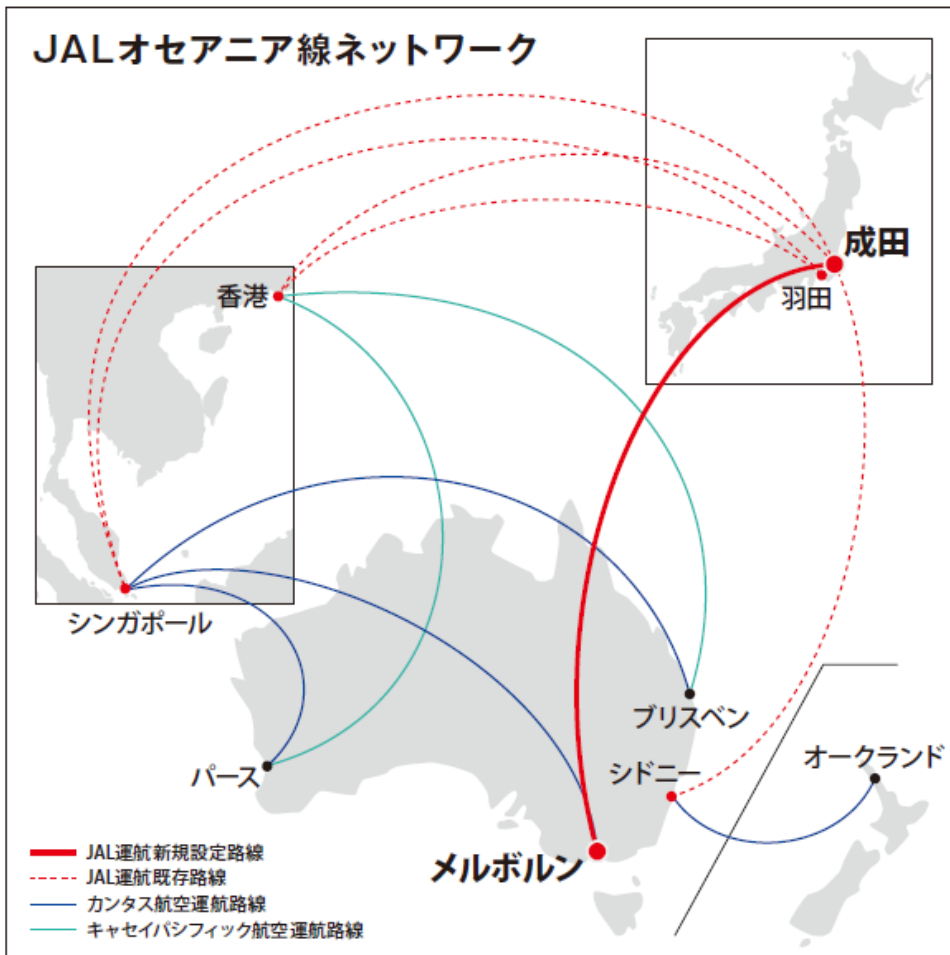 JALオセアニア線ネットワーク
成田
羽田
香港
シンガポール
ブリスベン
シドニー
オークランド
パース
メルボルン
JAL運航新規設定路線
JAL運航既存路線
カンタス航空運航路線
キャセイパシフィック航空運航路線